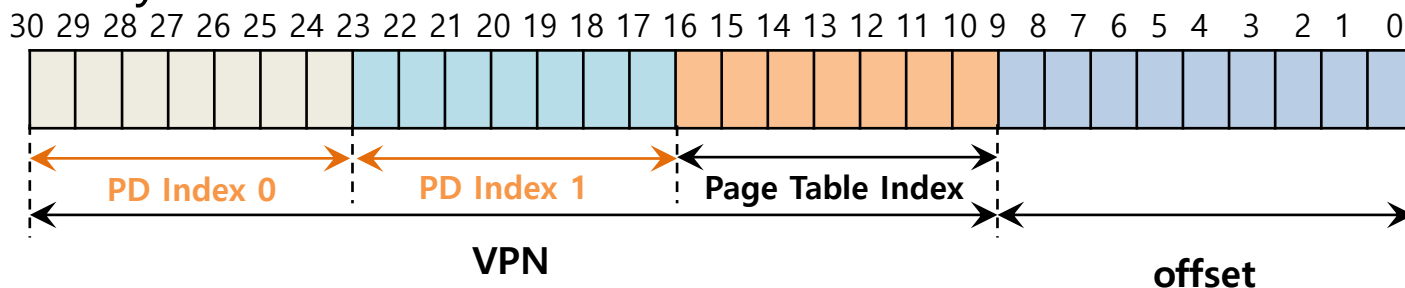 30 29 28 27 26 25 24 23 22 21 20 19 18 17 16 15 14 13 12 11 10 9 8 7 6 5 4 3 2 1 0
PD Index 0 PD Index 1 Page Table Index
VPN
offset